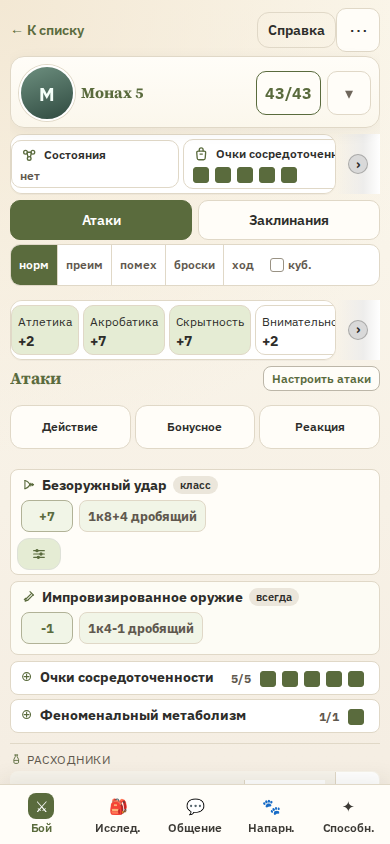 ← К списку
Справка
...
М
Монах 5
43/43
▼
Состояния
нет
Очки сосредоточенн
Атаки
Заклинания
норм
преим
помех
броски
ход
куб.
Атлетика
+2
Акробатика
+7
Скрытность
+7
Внимательно
+2
Атаки
Настроить атаки
Действие
Бонусное
Реакция
Безоружный удар
класс
+7
1к8+4 дробящий
Импровизированное оружие
всегда
-1
1к4-1 дробящий
Очки сосредоточенности
5/5
Феноменальный метаболизм
1/1
РАСХОДНИКИ
Бой
Исслед.
Общение
Напарн.
Способн.